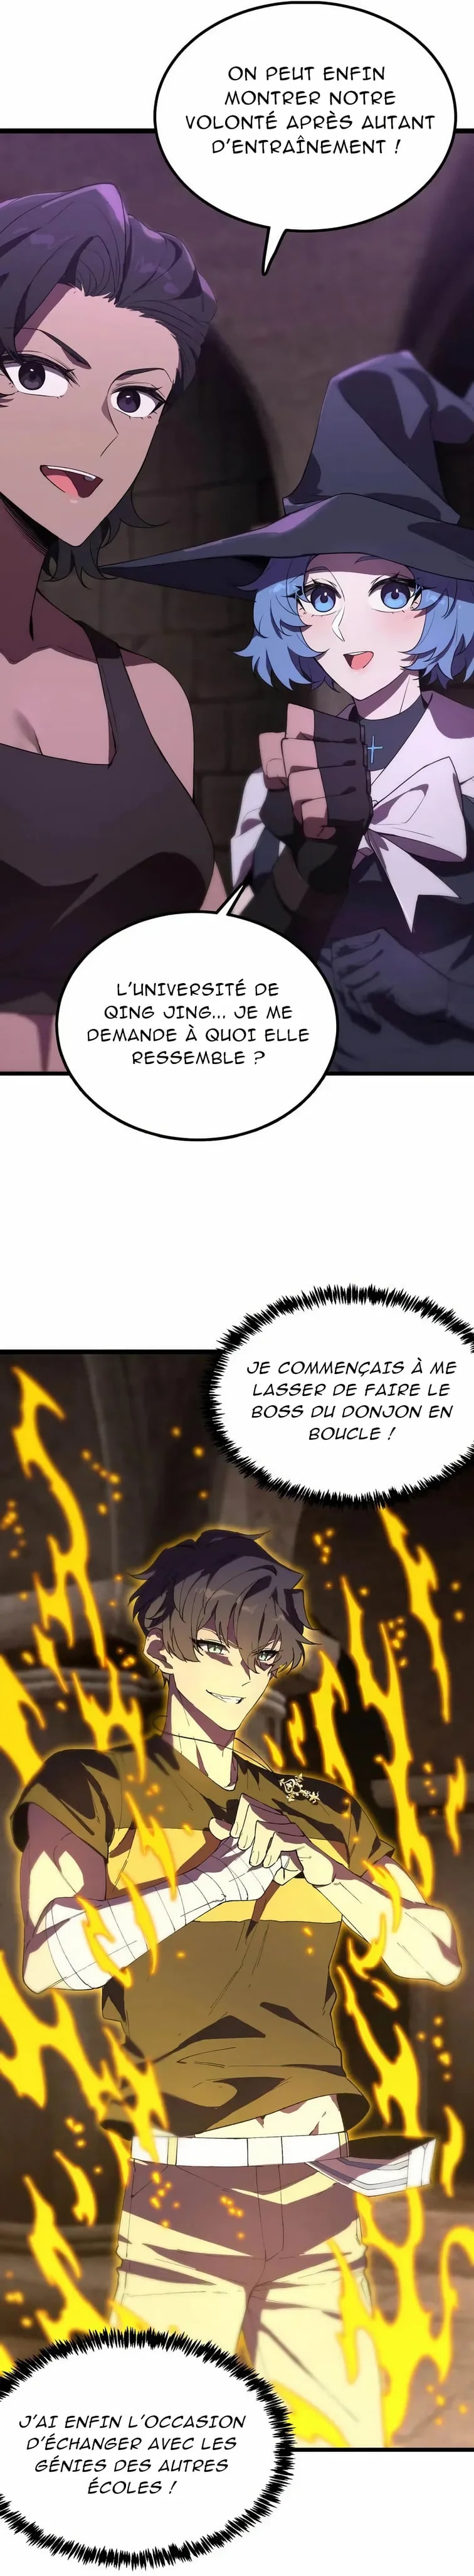 ON PEUT ENFIN
MONTRER NOTRE
VOLONTÉ APRÈS AUTANT
D'ENTRAÎNEMENT !
L'UNIVERSITÉ DE
QING JING... JE ME
DEMANDE À QUOI ELLE
RESSEMBLE ?
JE COMMENÇAIS À ME
LASSER DE FAIRE LE
BOSS DU DONJON EN
BOUCLE !
J'AI ENFIN L'OCCASION
D'ÉCHANGER AVEC LES
GÉNIES DES AUTRES
ÉCOLES !